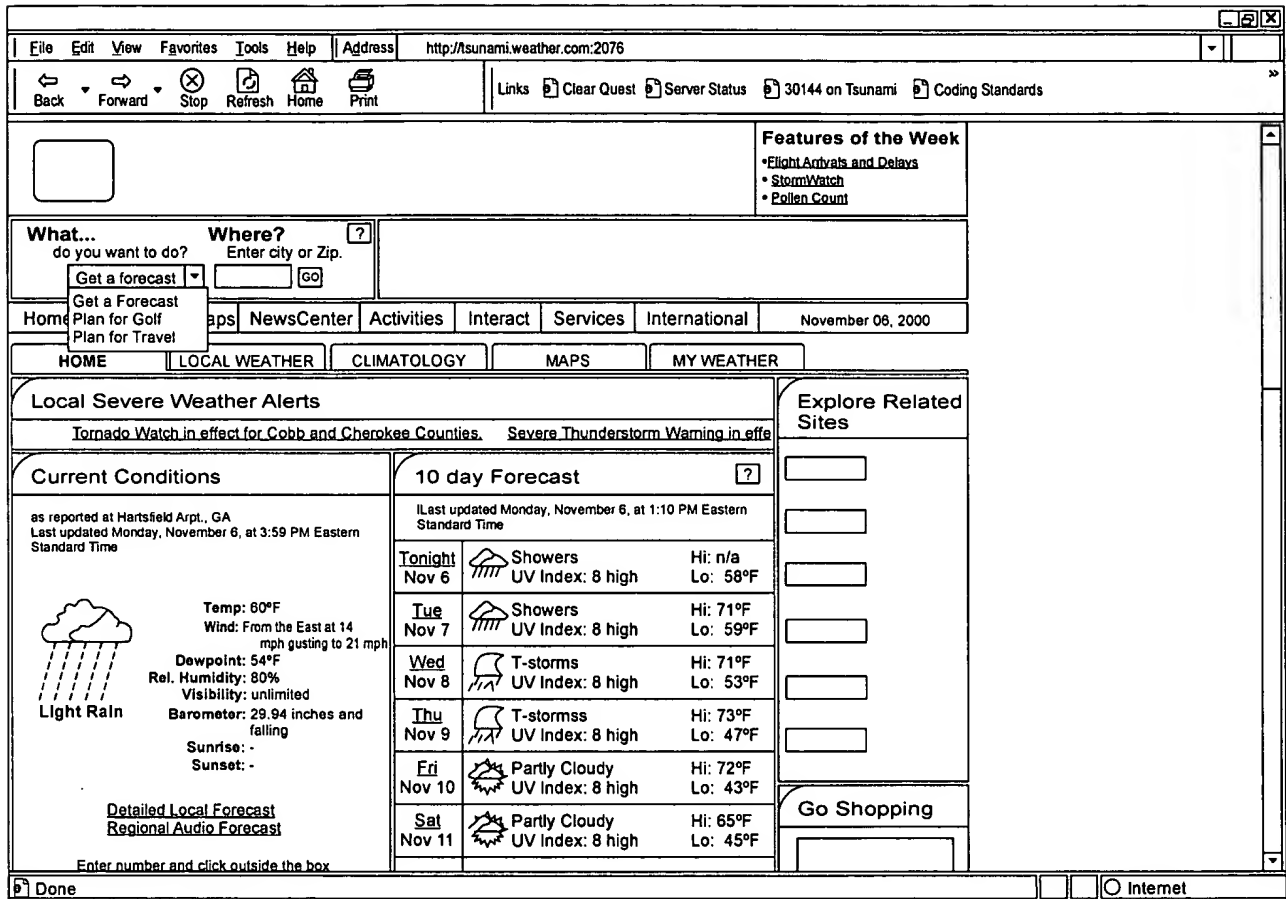 File Edit View Favorites Tools Help Address http://tsunami.weather.com:2076
Back Forward Stop Refresh Home Print Links Clear Quest Server Status 30144 on Tsunami Coding Standards »
Features of the Week
•Flight Arrivals and Delays
• StormWatch
• Pollen Count
What... Where? ?
do you want to do? Enter city or Zip.
Get a forecast GO
Get a Forecast
Plan for Golf
Plan for Travel
Home aps NewsCenter Activities Interact Services International November 06, 2000
HOME LOCAL WEATHER CLIMATOLOGY MAPS MY WEATHER
Local Severe Weather Alerts
Tornado Watch in effect for Cobb and Cherokee Counties. Severe Thunderstorm Warning in effe
Explore Related
Sites
Current Conditions
as reported at Hartsfield Arpt., GA
Last updated Monday, November 6, at 3:59 PM Eastern
Standard Time
Temp: 60°F
Wind: From the East at 14
mph gusting to 21 mph
Dewpoint: 54°F
Rel. Humidity: 80%
Visibility: unlimited
Light Rain
Barometer: 29.94 inches and
falling
Sunrise: -
Sunset: -
Detailed Local Forecast
Regional Audio Forecast
Enter number and click outside the box
10 day Forecast ?
lLast updated Monday, November 6, at 1:10 PM Eastern
Standard Time
Tonight Showers Hi: n/a
Nov 6 UV Index: 8 high Lo: 58ºF
Tue Showers Hi: 71ºF
Nov 7 UV Index: 8 high Lo: 59ºF
Wed T-storms Hi: 71ºF
Nov 8 UV Index: 8 high Lo: 53ºF
Thu T-stormss Hi: 73ºF
Nov 9 UV Index: 8 high Lo: 47ºF
Fri Partly Cloudy Hi: 72ºF
Nov 10 UV Index: 8 high Lo: 43ºF
Sat Partly Cloudy Hi: 65ºF
Nov 11 UV Index: 8 high Lo: 45ºF
Go Shopping
Done Internet